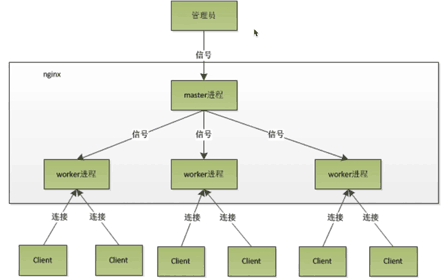 管理员
信号
nginx
master进程
信号
信号
信号
worker进程
worker进程
worker进程
连接
连接
连接
连接
连接
连接
Client
Client
Client
Client
Client
Client